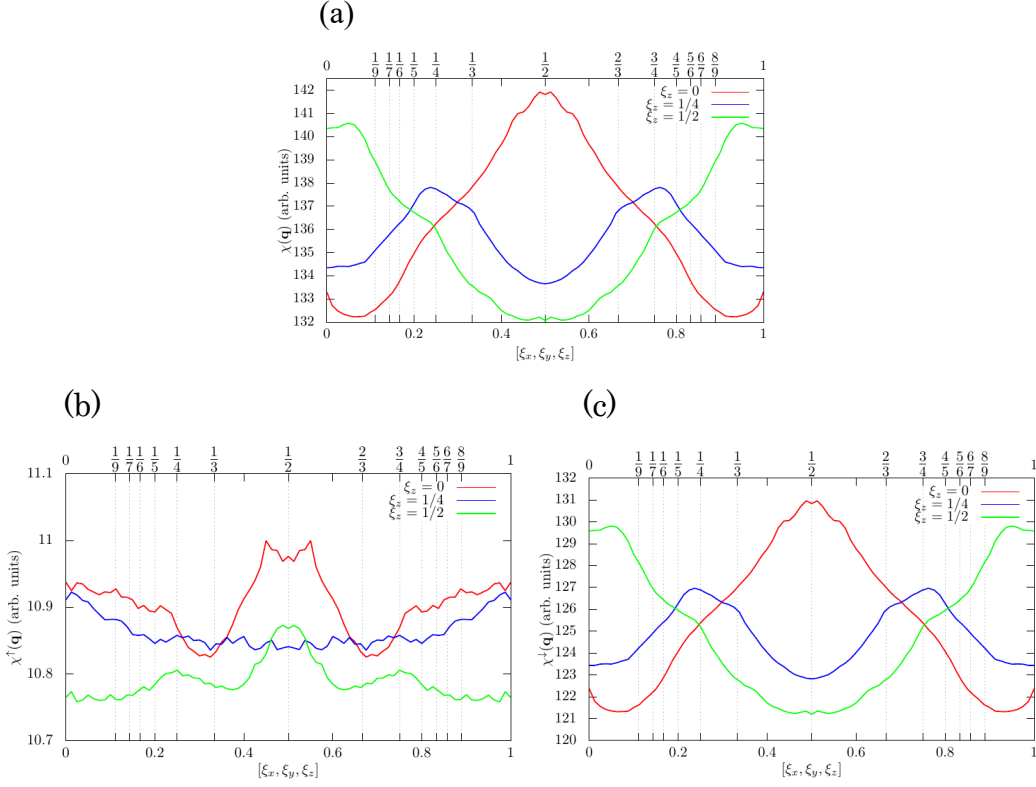 (a)
0 1/9 1/7 1/6 1/5 1/4 1/3 1/2 2/3 3/4 4/5 5/6 6/7 8/9 1
142
141
140
139
138
137
136
135
134
133
132
χ(q) (arb. units)
ξz = 0
ξz = 1/4
ξz = 1/2
0 0.2 0.4 0.6 0.8 1
[ξx, ξy, ξz]
(b)
0 1/9 1/7 1/6 1/5 1/4 1/3 1/2 2/3 3/4 4/5 5/6 6/7 8/9 1
11.1
11
10.9
10.8
10.7
χ↑(q) (arb. units)
ξz = 0
ξz = 1/4
ξz = 1/2
0 0.2 0.4 0.6 0.8 1
[ξx, ξy, ξz]
(c)
0 1/9 1/7 1/6 1/5 1/4 1/3 1/2 2/3 3/4 4/5 5/6 6/7 8/9 1
132
131
130
129
128
127
126
125
124
123
122
121
120
χ↓(q) (arb. units)
ξz = 0
ξz = 1/4
ξz = 1/2
0 0.2 0.4 0.6 0.8 1
[ξx, ξy, ξz]